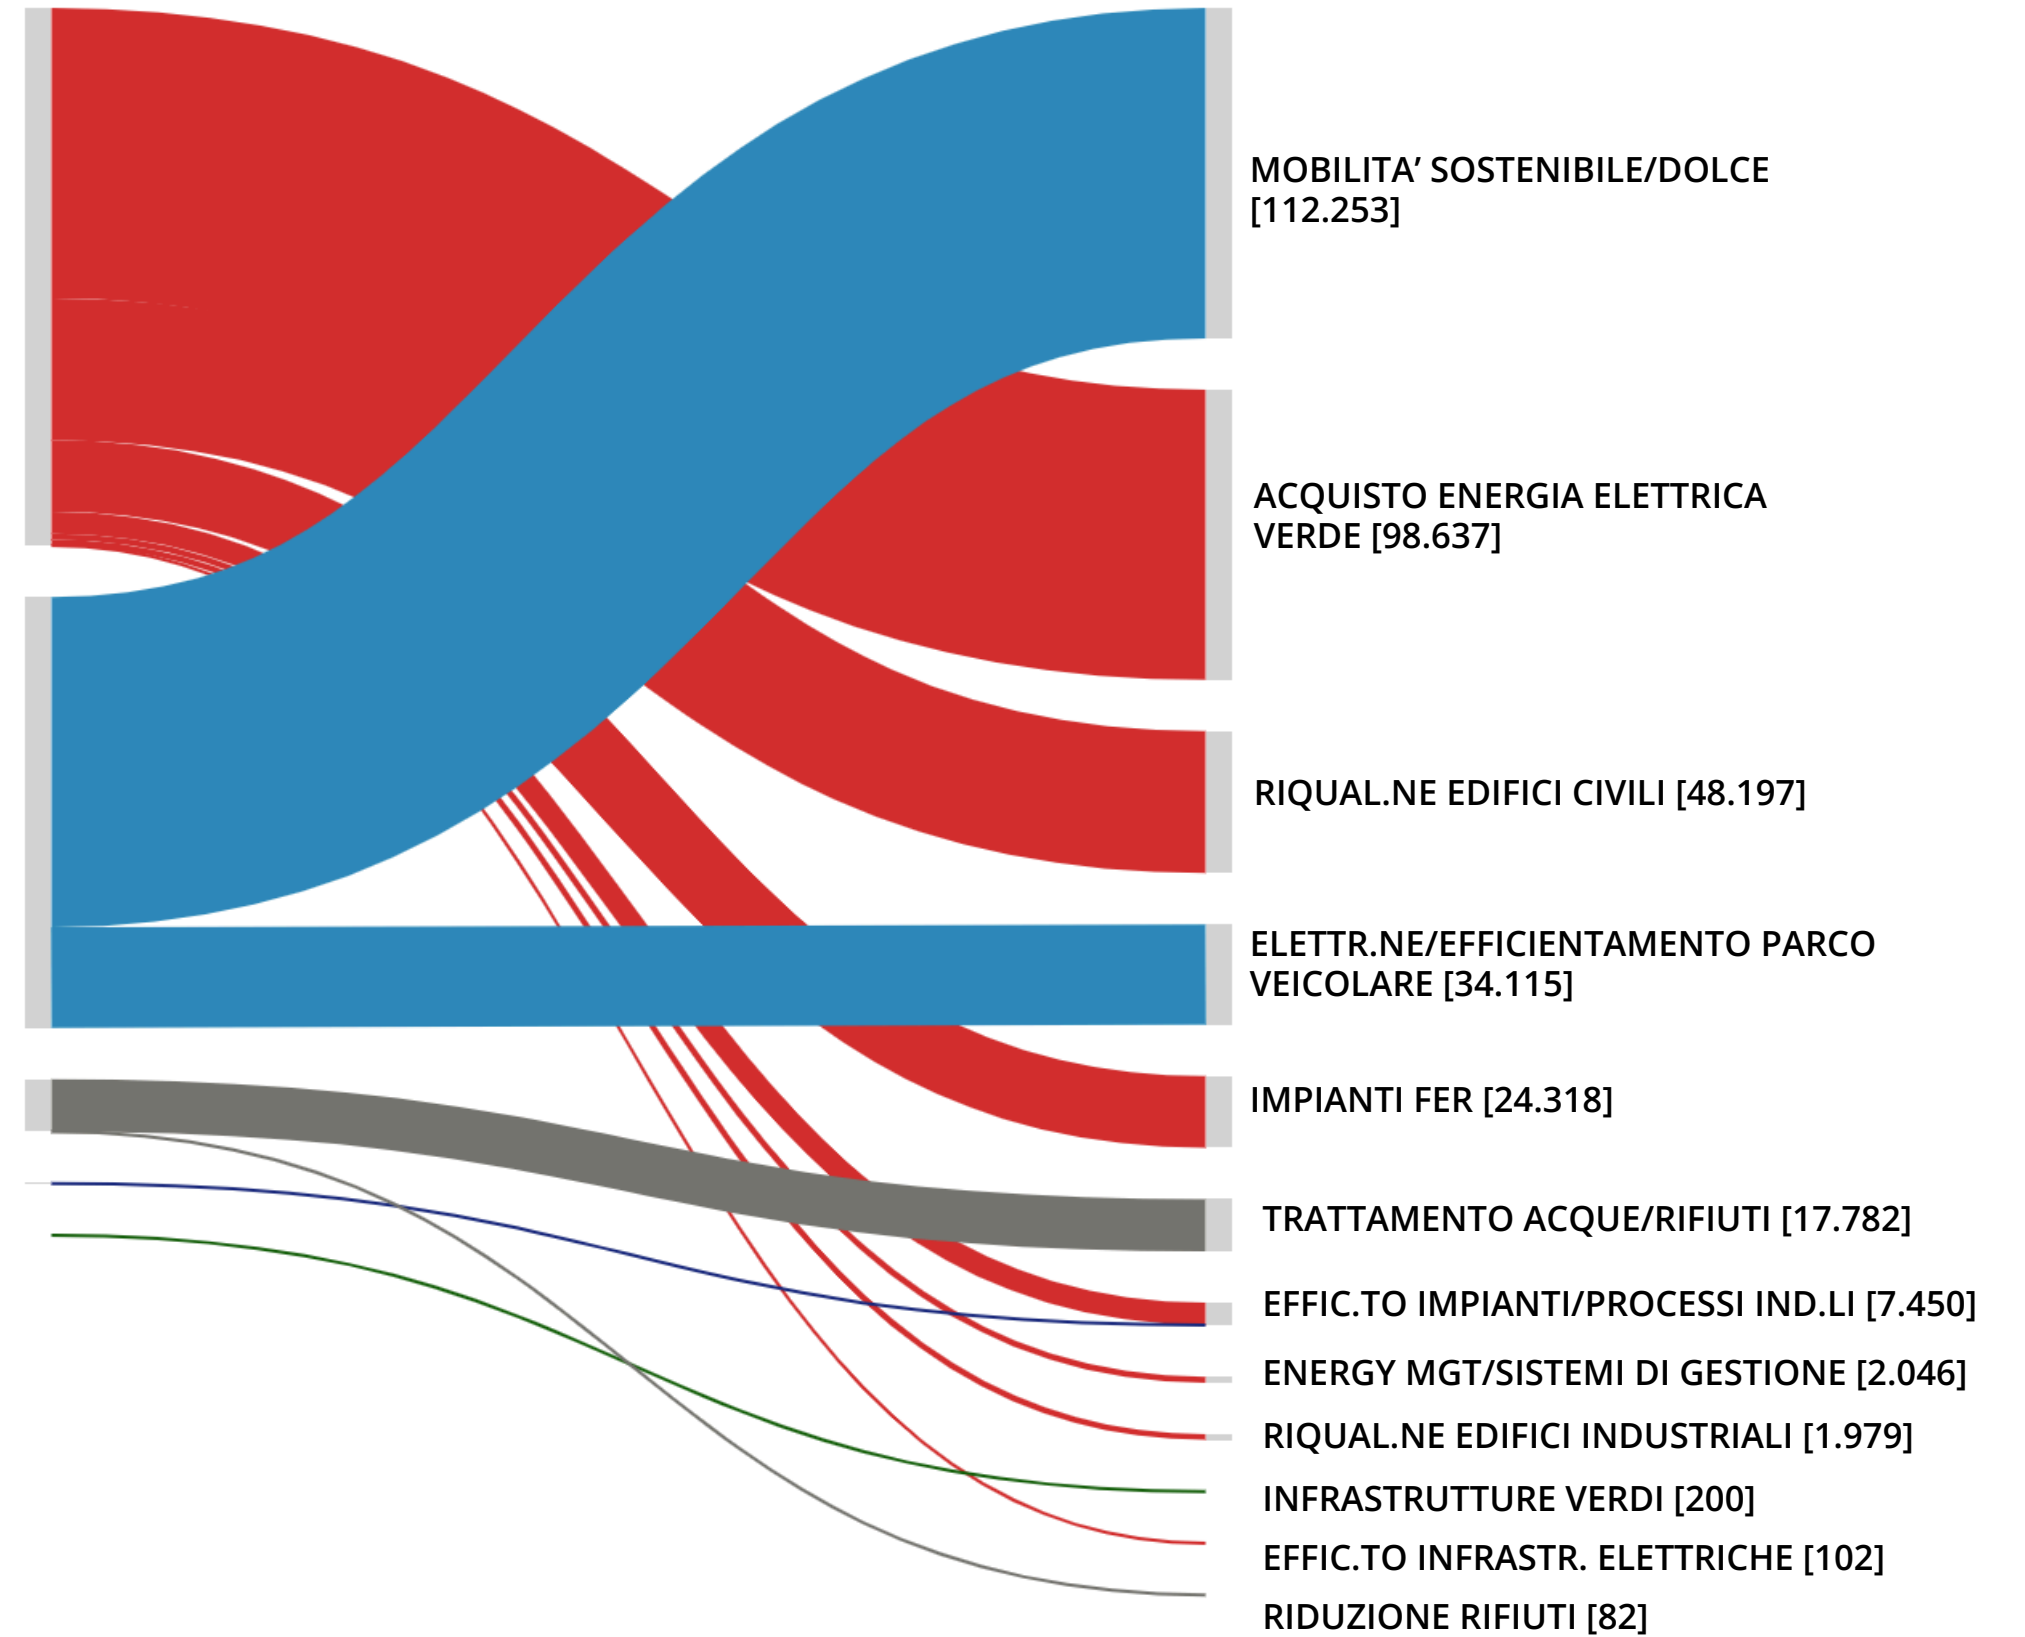 MOBILITA’ SOSTENIBILE/DOLCE
[112.253]
ACQUISTO ENERGIA ELETTRICA
VERDE [98.637]
RIQUAL.NE EDIFICI CIVILI [48.197]
ELETTR.NE/EFFICIENTAMENTO PARCO
VEICOLARE [34.115]
IMPIANTI FER [24.318]
TRATTAMENTO ACQUE/RIFIUTI [17.782]
EFFIC.TO IMPIANTI/PROCESSI IND.LI [7.450]
ENERGY MGT/SISTEMI DI GESTIONE [2.046]
RIQUAL.NE EDIFICI INDUSTRIALI [1.979]
INFRASTRUTTURE VERDI [200]
EFFIC.TO INFRASTR. ELETTRICHE [102]
RIDUZIONE RIFIUTI [82]